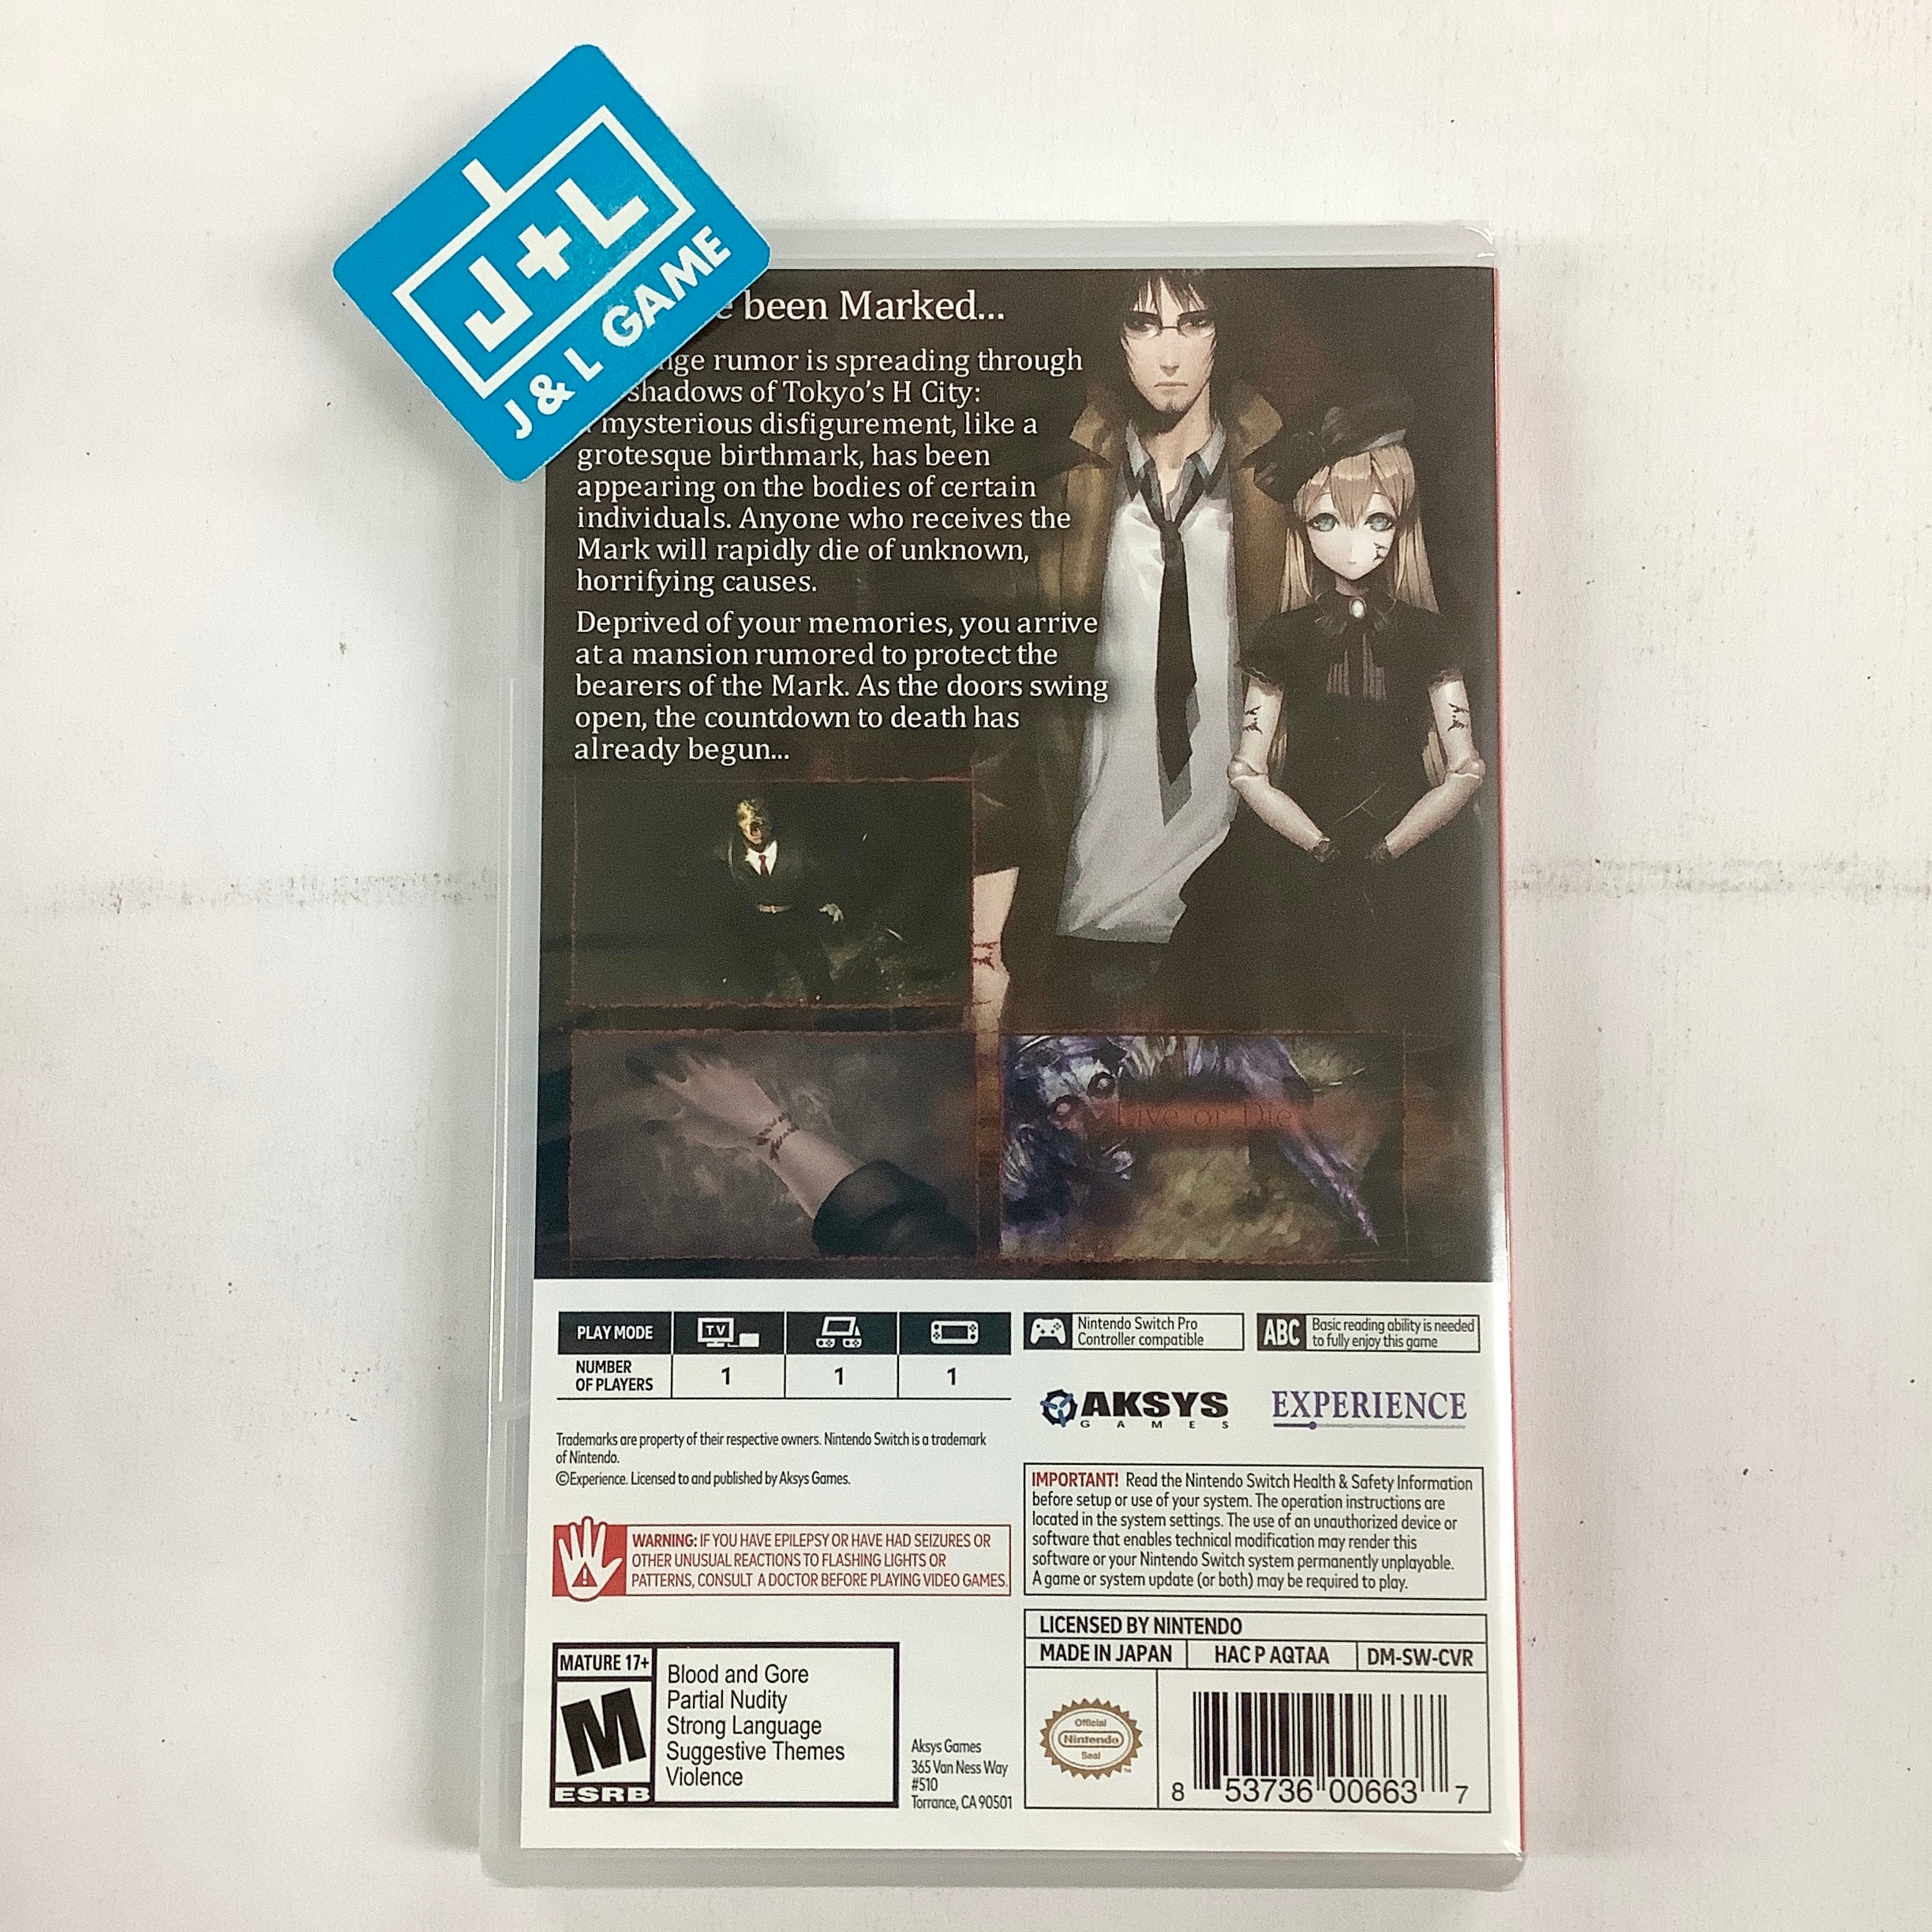 J+L
J & L GAME
been Marked...
rumor is spreading through
shadows of Tokyo's H City:
mysterious disfigurement, like a
grotesque birthmark, has been
appearing on the bodies of certain
individuals. Anyone who receives the
Mark will rapidly die of unknown,
horrifying causes.
Deprived of your memories, you arrive
at a mansion rumored to protect the
bearers of the Mark. As the doors swing
open, the countdown to death has
already begun...
Live or Die
PLAY MODE
TV
NUMBER
OF PLAYERS
1
1
1
Nintendo Switch Pro
Controller compatible
ABC
Basic reading ability is needed
to fully enjoy this game
AKSYS
GAMES
EXPERIENCE
Trademarks are property of their respective owners. Nintendo Switch is a trademark
of Nintendo.
©Experience. Licensed to and published by Aksys Games.
WARNING: IF YOU HAVE EPILEPSY OR HAVE HAD SEIZURES OR
OTHER UNUSUAL REACTIONS TO FLASHING LIGHTS OR
PATTERNS, CONSULT A DOCTOR BEFORE PLAYING VIDEO GAMES.
IMPORTANT! Read the Nintendo Switch Health & Safety Information
before setup or use of your system. The operation instructions are
located in the system settings. The use of an unauthorized device or
software that enables technical modification may render this
software or your Nintendo Switch system permanently unplayable.
A game or system update (or both) may be required to play.
MATURE 17+
M
ESRB
Blood and Gore
Partial Nudity
Strong Language
Suggestive Themes
Violence
Aksys Games
365 Van Ness Way
#510
Torrance, CA 90501
LICENSED BY NINTENDO
MADE IN JAPAN
HAC P AQTAA
DM-SW-CVR
Official
Nintendo
Seal
8 53736 00663 7